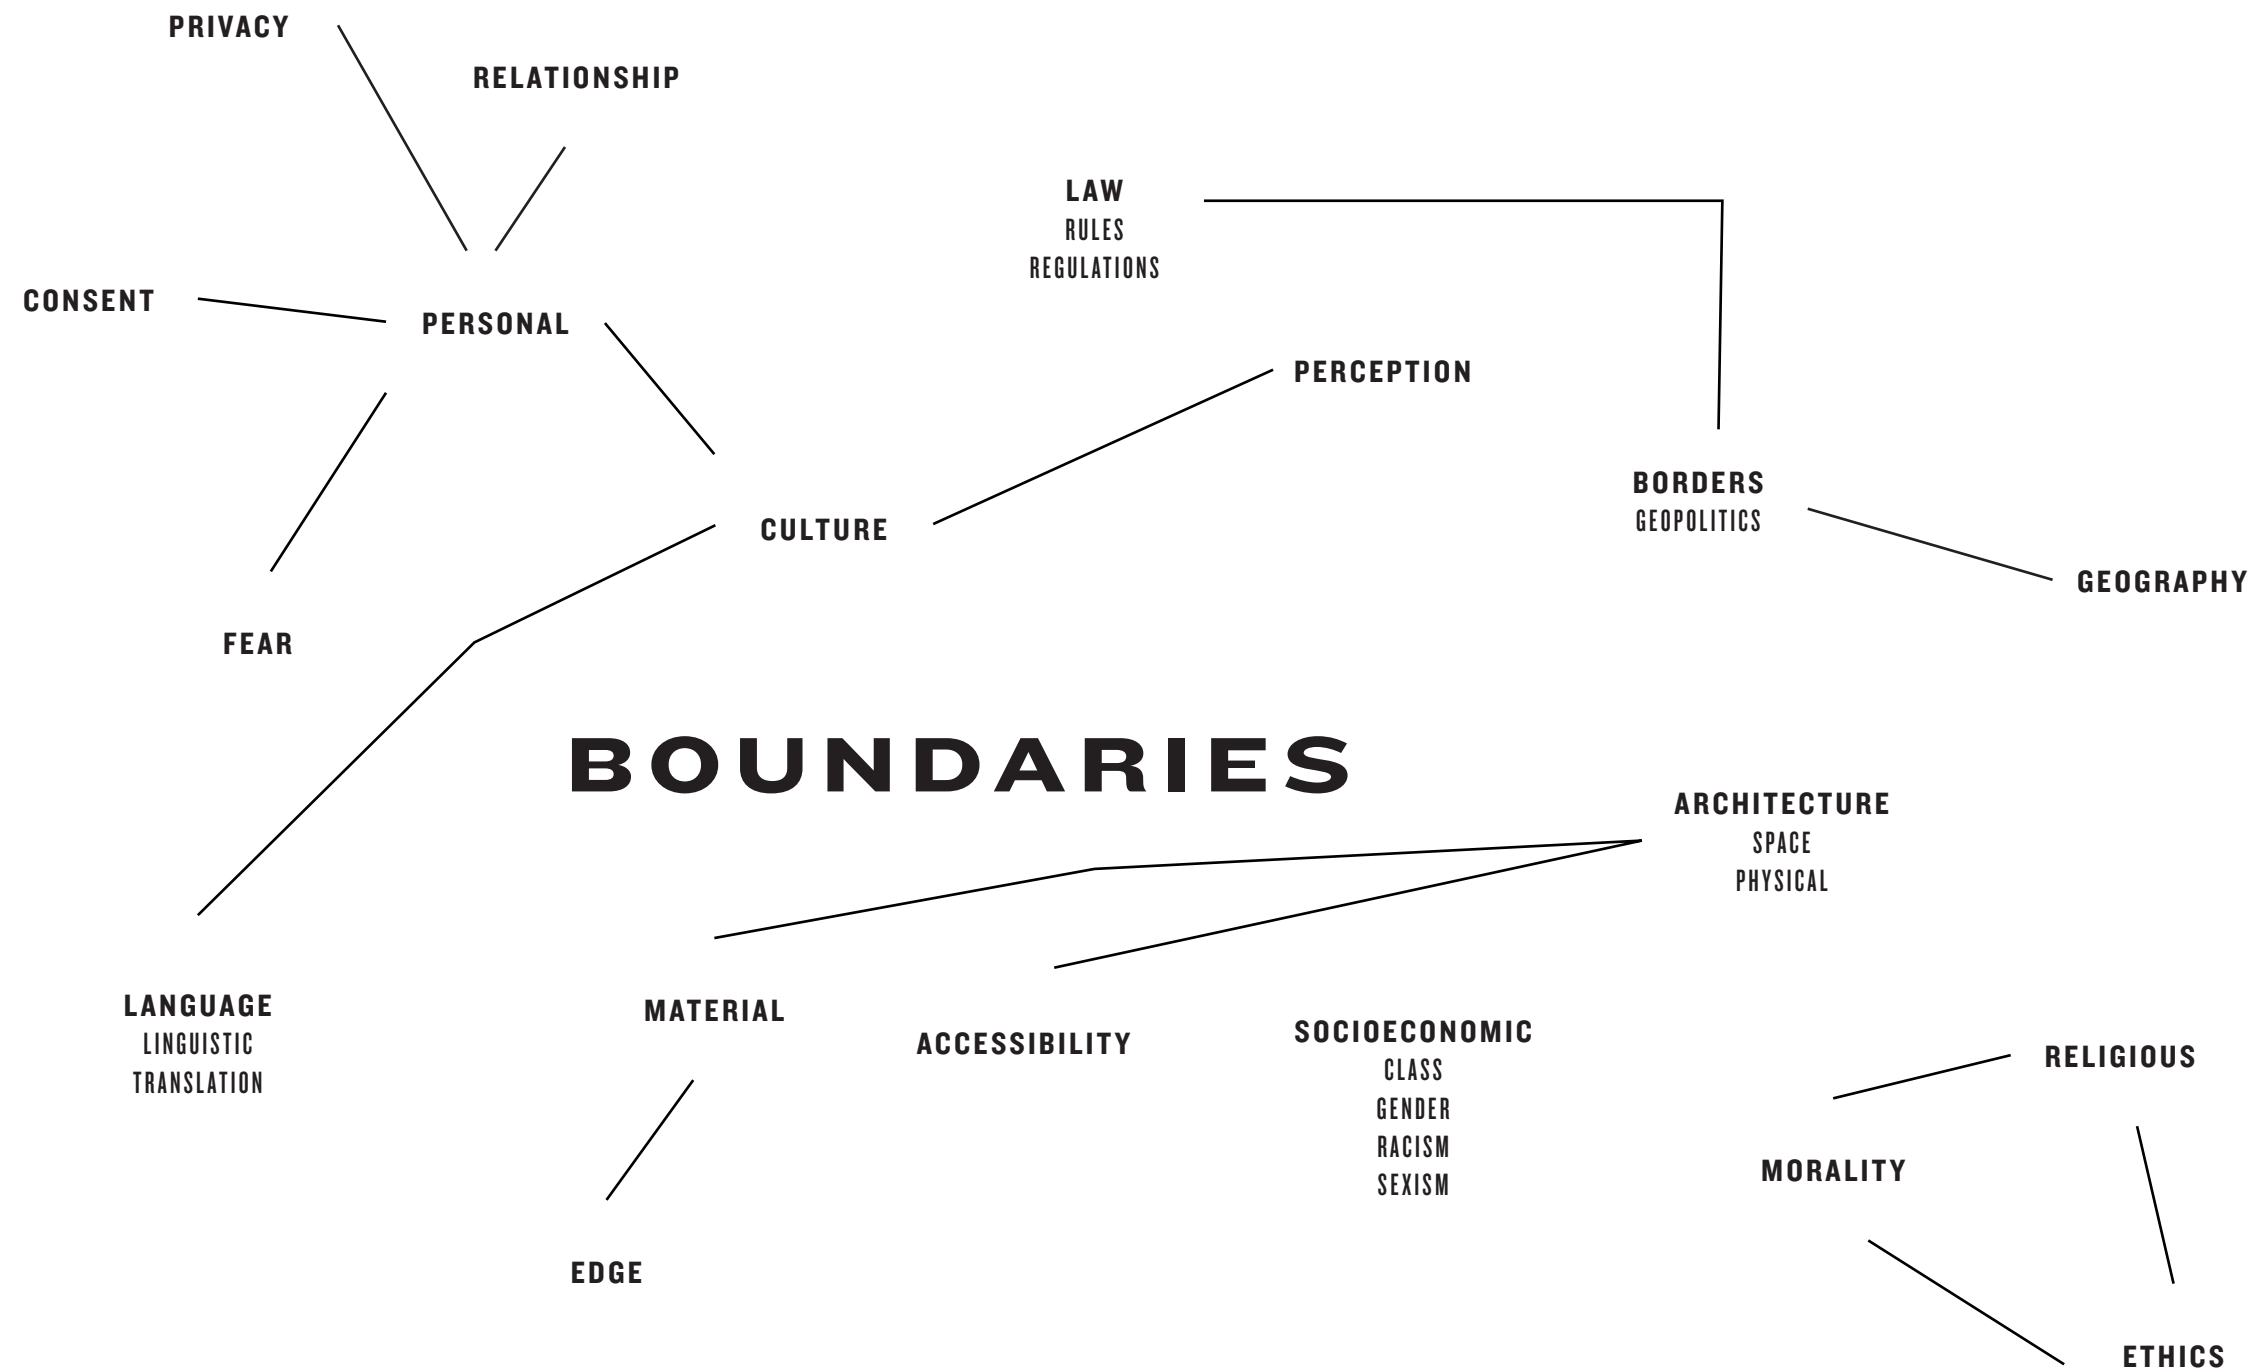 PRIVACY
RELATIONSHIP
LAW
RULES
REGULATIONS
CONSENT
PERSONAL
PERCEPTION
BORDERS
GEOPOLITICS
CULTURE
GEOGRAPHY
FEAR
BOUNDARIES
ARCHITECTURE
SPACE
PHYSICAL
LANGUAGE
LINGUISTIC
TRANSLATION
MATERIAL
ACCESSIBILITY
SOCIOECONOMIC
CLASS
GENDER
RACISM
SEXISM
RELIGIOUS
MORALITY
EDGE
ETHICS